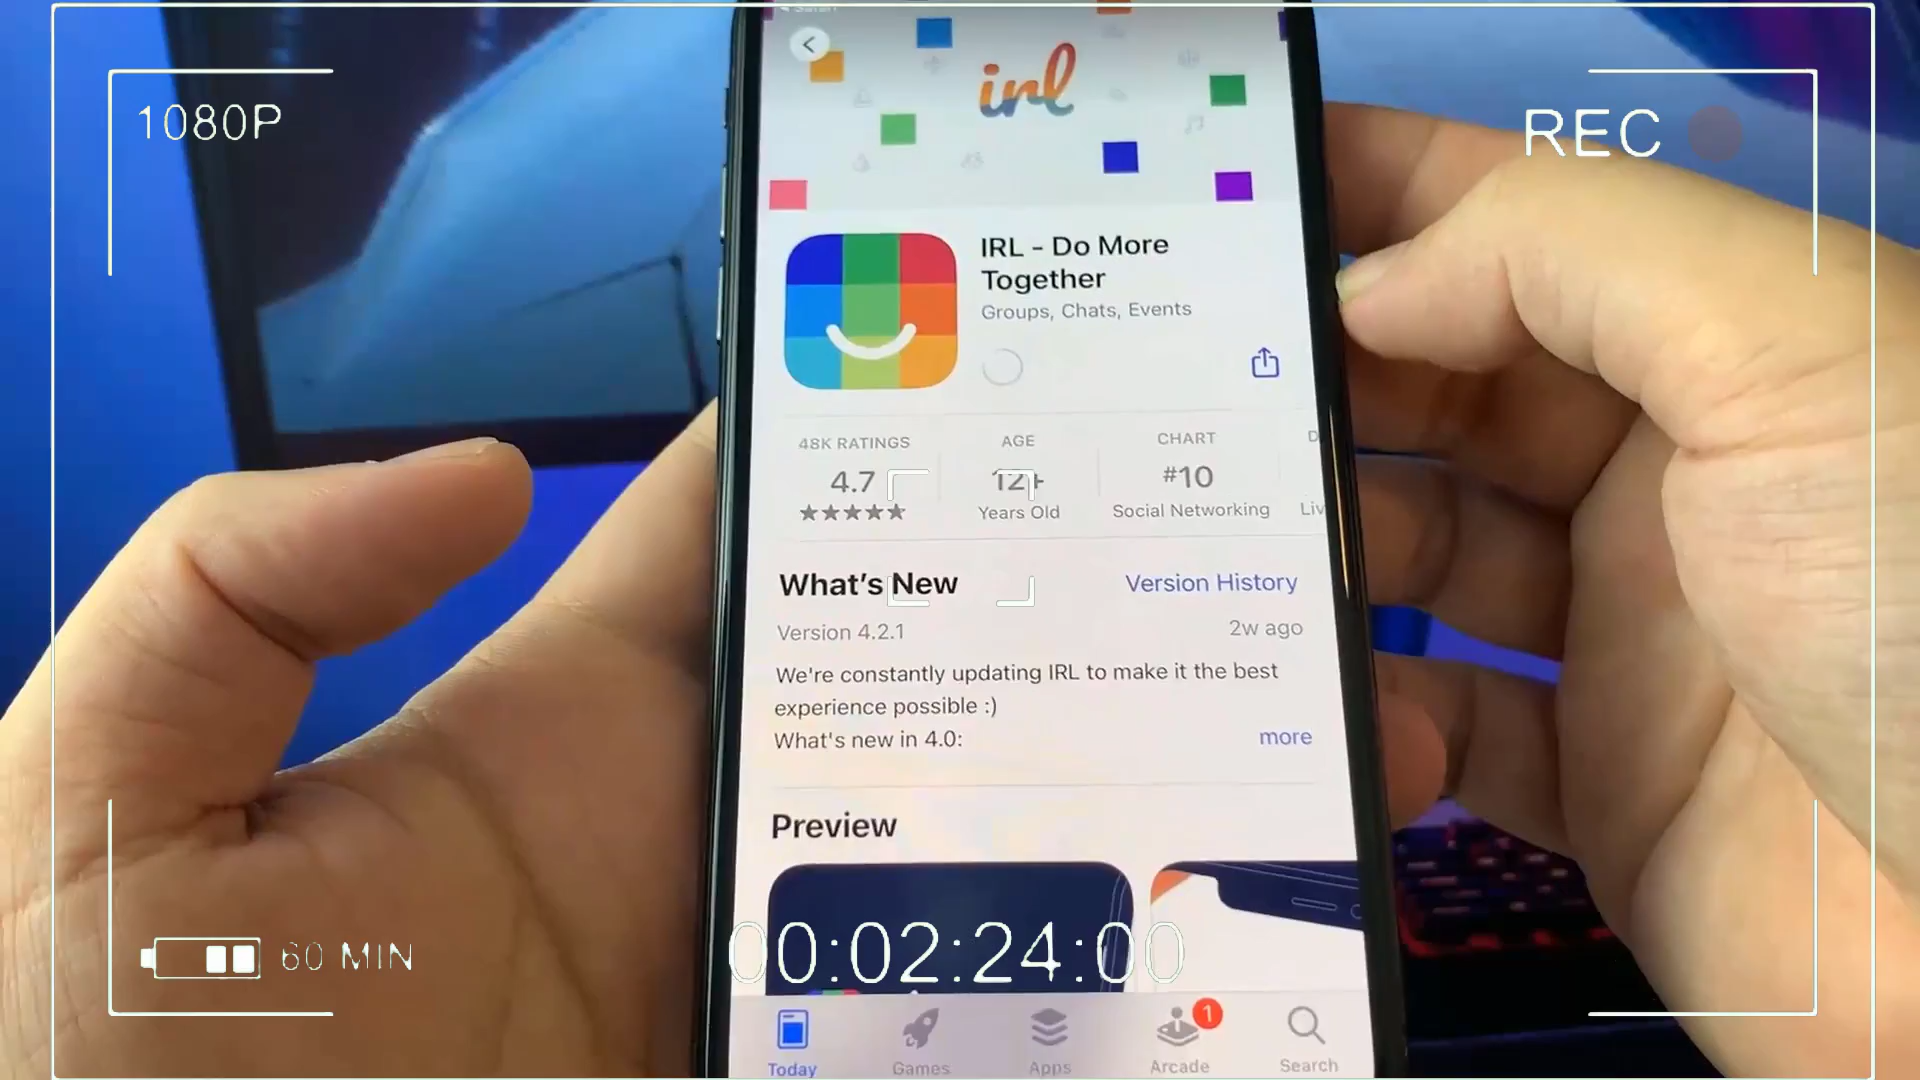 1080P
REC
irl
IRL - Do More
Together
Groups, Chats, Events
48K RATINGS
AGE
CHART
4.7
12+
#10
★★★★★
Years Old
Social Networking
Liv
What's New
Version History
Version 4.2.1
2w ago
We're constantly updating IRL to make it the best
experience possible :)
What's new in 4.0:
more
Preview
60 MIN
00:02:24:00
1
Today
Games
Apps
Arcade
Search